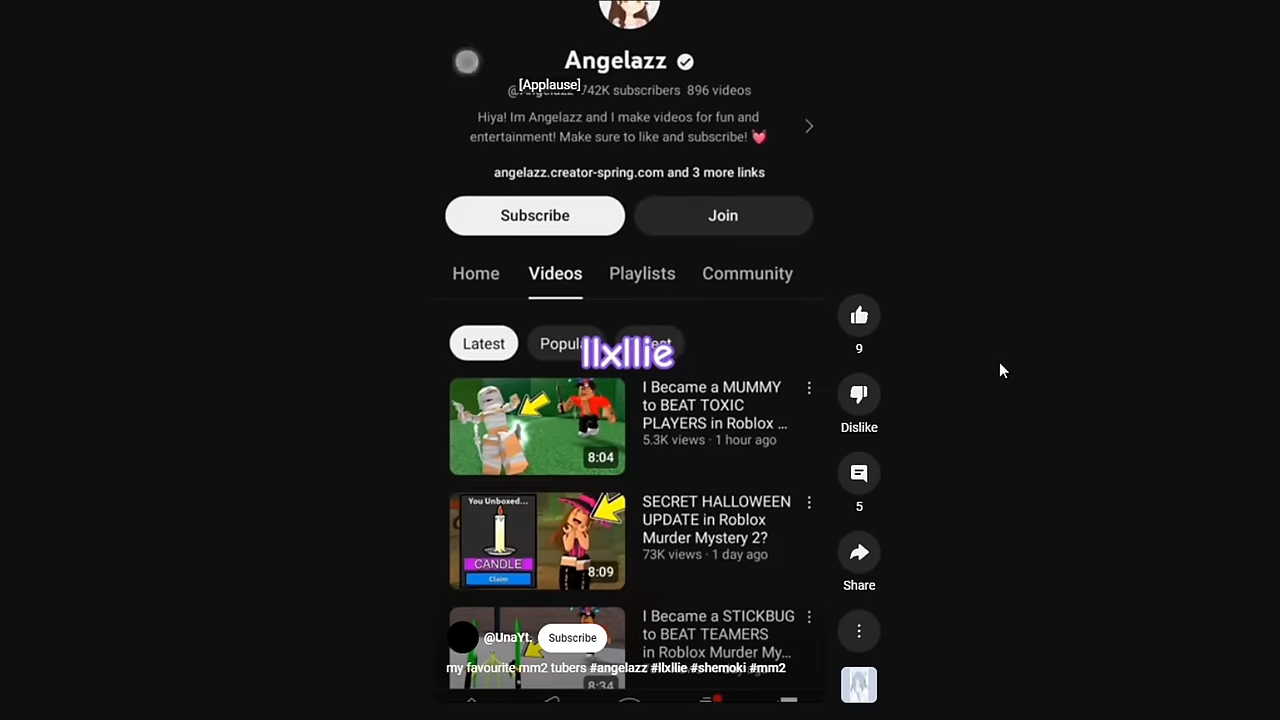 Angelazz
[Applause]
742K subscribers 896 videos
Hiya! Im Angelazz and I make videos for fun and
entertainment! Make sure to like and subscribe! 💓
angelazz.creator-spring.com and 3 more links
Subscribe
Join
Home
Videos
Playlists
Community
Latest
llxllie
I Became a MUMMY
to BEAT TOXIC
PLAYERS in Roblox ...
5.3K views · 1 hour ago
8:04
You Unboxed...
CANDLE
Claim
8:09
SECRET HALLOWEEN
UPDATE in Roblox
Murder Mystery 2?
73K views · 1 day ago
I Became a STICKBUG
to BEAT TEAMERS
in Roblox Murder My...
8:34
@UnaYt.
Subscribe
my favourite mm2 tubers #angelazz #llxllie #shemoki #mm2
9
Dislike
5
Share